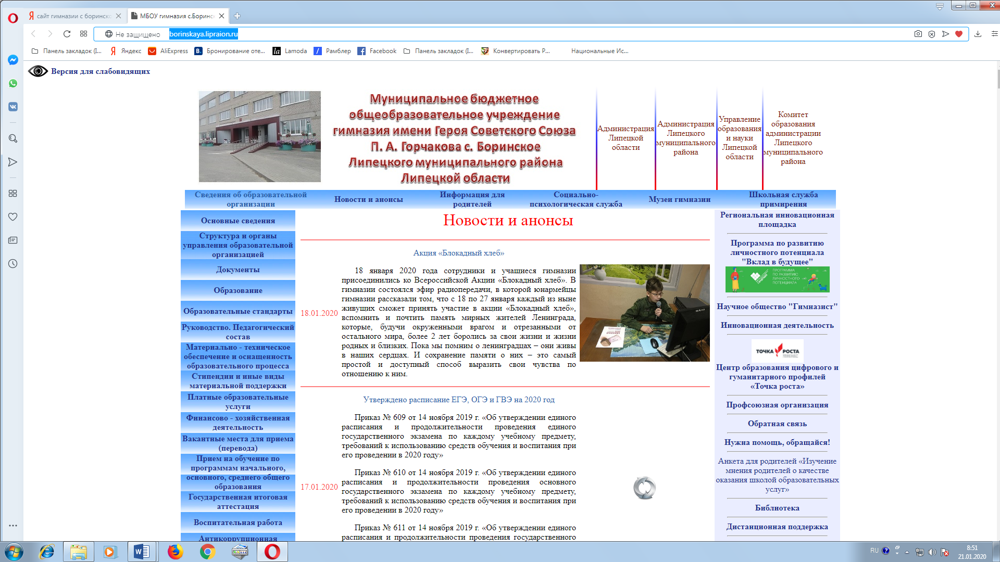 сайт гимназии с боринско
МБОУ гимназия с.Боринс
Не защищено borinskaya.lipraion.ru
Панель закладок (I...
Яндекс
AliExpress
Бронирование оте...
Lamoda
Рамблер
Facebook
Панель закладок (I...
Конвертировать P...
Национальные Ис...
Версия для слабовидящих
Муниципальное бюджетное
общеобразовательное учреждение
гимназия имени Героя Советского Союза
П. А. Горчакова с. Боринское
Липецкого муниципального района
Липецкой области
Администрация
Липецкой
области
Администрация
Липецкого
муниципального
района
Управление
образования
и науки
Липецкой
области
Комитет
образования
администрации
Липецкого
муниципального
района
Сведения об образовательной
организации
Новости и анонсы
Информация для
родителей
Социально-
психологическая служба
Музеи гимназии
Школьная служба
примирения
Основные сведения
Структура и органы
управления образовательной
организацией
Документы
Образование
Образовательные стандарты
Руководство. Педагогический
состав
Материально - техническое
обеспечение и оснащенность
образовательного процесса
Стипендии и иные виды
материальной поддержки
Платные образовательные
услуги
Финансово - хозяйственная
деятельность
Вакантные места для приема
(перевода)
Прием на обучение по
программам начального,
основного, среднего общего
образования
Государственная итоговая
аттестация
Воспитательная работа
Антикоррупционная
Новости и анонсы
Акция «Блокадный хлеб»
18.01.2020
18 января 2020 года сотрудники и учащиеся гимназии
присоединились ко Всероссийской Акции «Блокадный хлеб». В
гимназии состоялся эфир радиопередачи, в которой юнармейцы
гимназии рассказали том, что с 18 по 27 января каждый из ныне
живущих сможет принять участие в акции «Блокадный хлеб»,
вспомнить и почтить память мирных жителей Ленинграда,
которые, будучи окруженными врагом и отрезанными от
остального мира, более 2 лет боролись за свои жизни и жизни
родных и близких. Пока мы помним о ленинградцах – они живы
в наших сердцах. И сохранение памяти о них – это самый
простой и доступный способ выразить свои чувства по
отношению к ним.
Утверждено расписание ЕГЭ, ОГЭ и ГВЭ на 2020 год
17.01.2020
Приказ № 609 от 14 ноября 2019 г. «Об утверждении единого
расписания и продолжительности проведения единого
государственного экзамена по каждому учебному предмету,
требований к использованию средств обучения и воспитания при
его проведении в 2020 году»
Приказ № 610 от 14 ноября 2019 г. «Об утверждении единого
расписания и продолжительности проведения основного
государственного экзамена по каждому учебному предмету,
требований к использованию средств обучения и воспитания при
его проведении в 2020 году»
Приказ № 611 от 14 ноября 2019 г. «Об утверждении единого
расписания и продолжительности проведения государственного
Региональная инновационная
площадка
Программа по развитию
личностного потенциала
"Вклад в будущее"
ПРОГРАММА
ПО РАЗВИТИЮ
ЛИЧНОСТНОГО
ПОТЕНЦИАЛА
Научное общество "Гимназист"
Инновационная деятельность
ТОЧКА РОСТА
Центр образования цифрового и
гуманитарного профилей
«Точка роста»
Профсоюзная организация
Обратная связь
Нужна помощь, обращайся!
Анкета для родителей «Изучение
мнения родителей о качестве
оказания школой образовательных
услуг»
Библиотека
Дистанционная поддержка
RU
8:51
21.01.2020